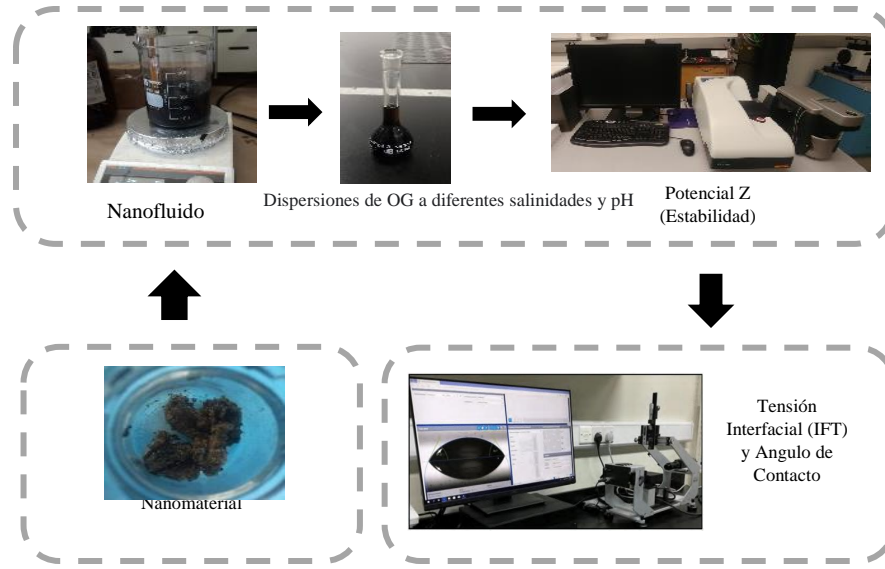 Nanofluido
Dispersiones de OG a diferentes salinidades y pH
Potencial Z
(Estabilidad)
Nanomaterial
Tensión
Interfacial (IFT)
y Angulo de
Contacto